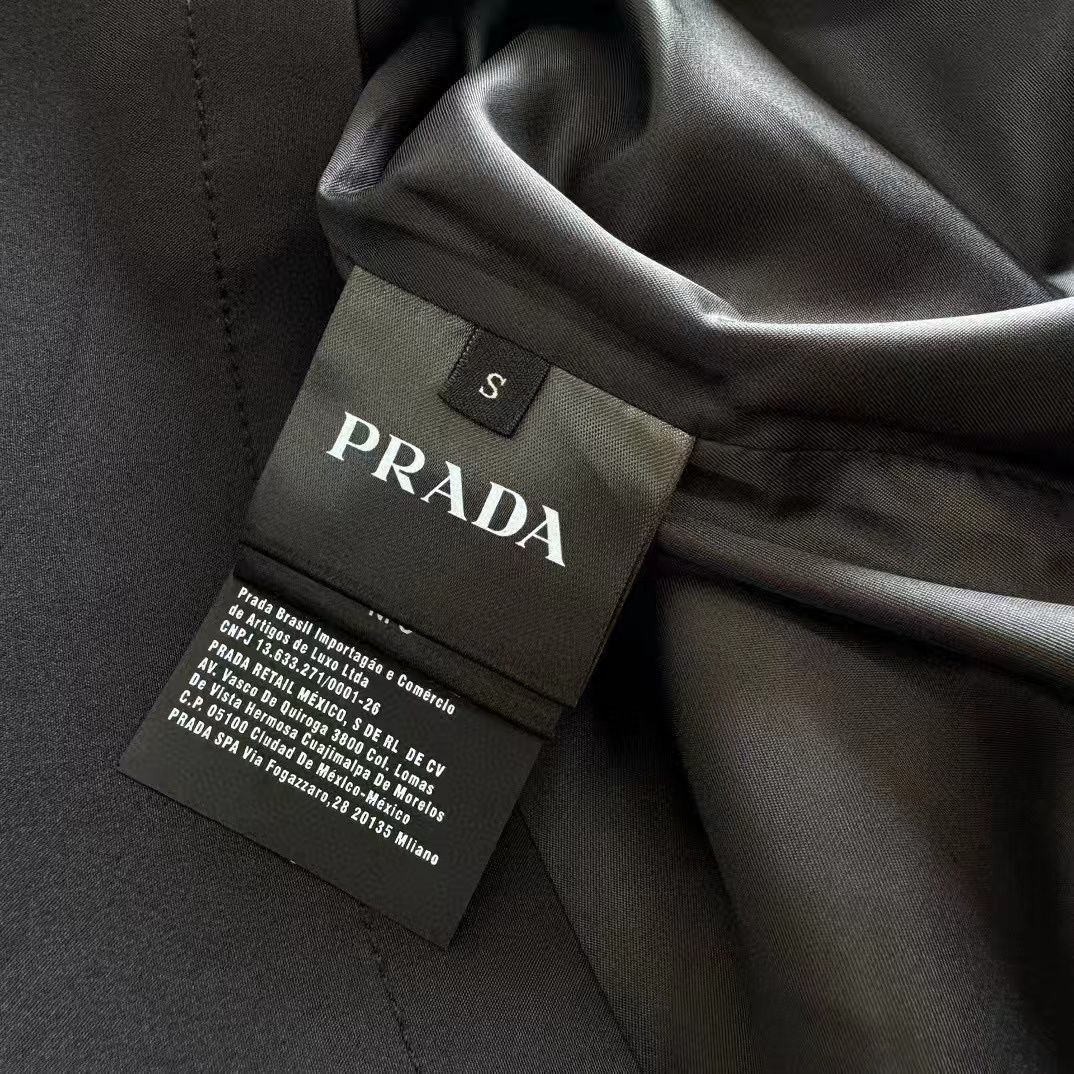 S
PRADA
Prada Brasil Importagão e Comércio
de Artigos de Luxo Ltda
CNPJ 13.633.271/0001-26
PRADA RETAIL MÉXICO, S DE RL DE CV
AV. Vasco De Quiroga 3800 Col. Lomas
De Vista Hermosa Cuajimalpa De Morelos
C.P. 05100 Ciudad De México-México
PRADA SPA Via Fogazzaro,28 20135 Mliano